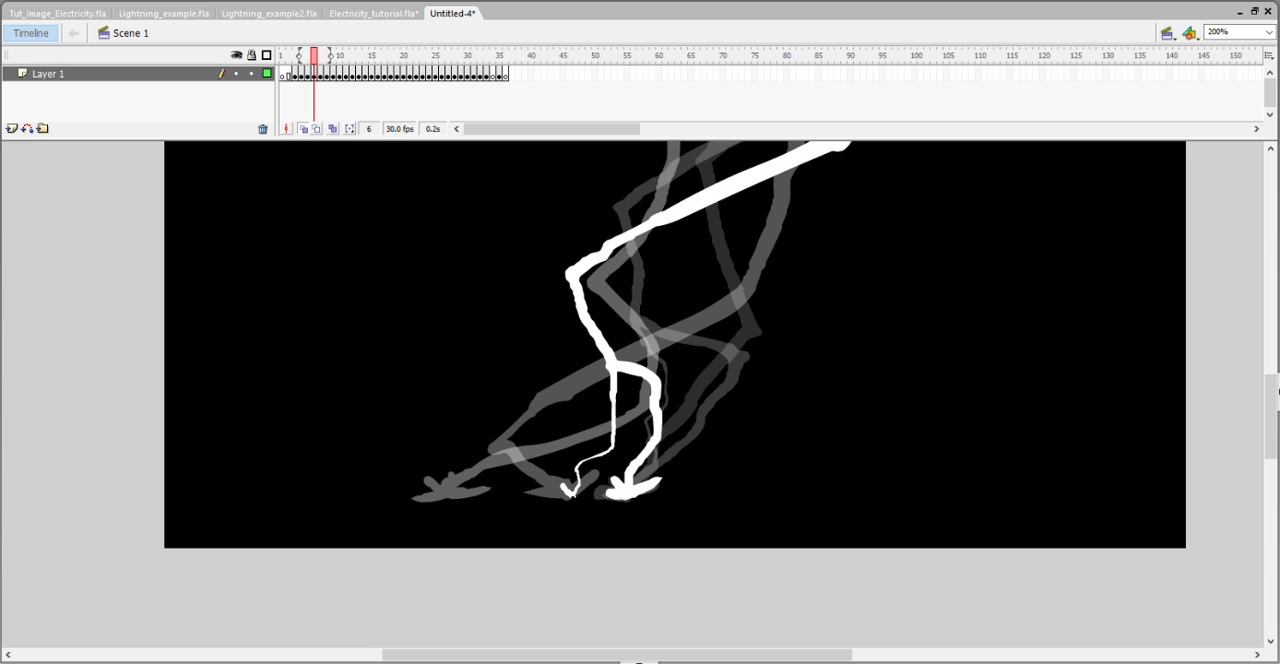 Tut_Image_Electricity.fla Lightning_example.fla Lightning_example2.fla Electricity_tutorial.fla* Untitled-4*
Timeline Scene 1 200%
1 5 10 15 20 25 30 35 40 45 50 55 60 65 70 75 80 85 90 95 100 105 110 115 120 125 130 135 140 145 150
Layer 1
6 30.0 fps 0.2s